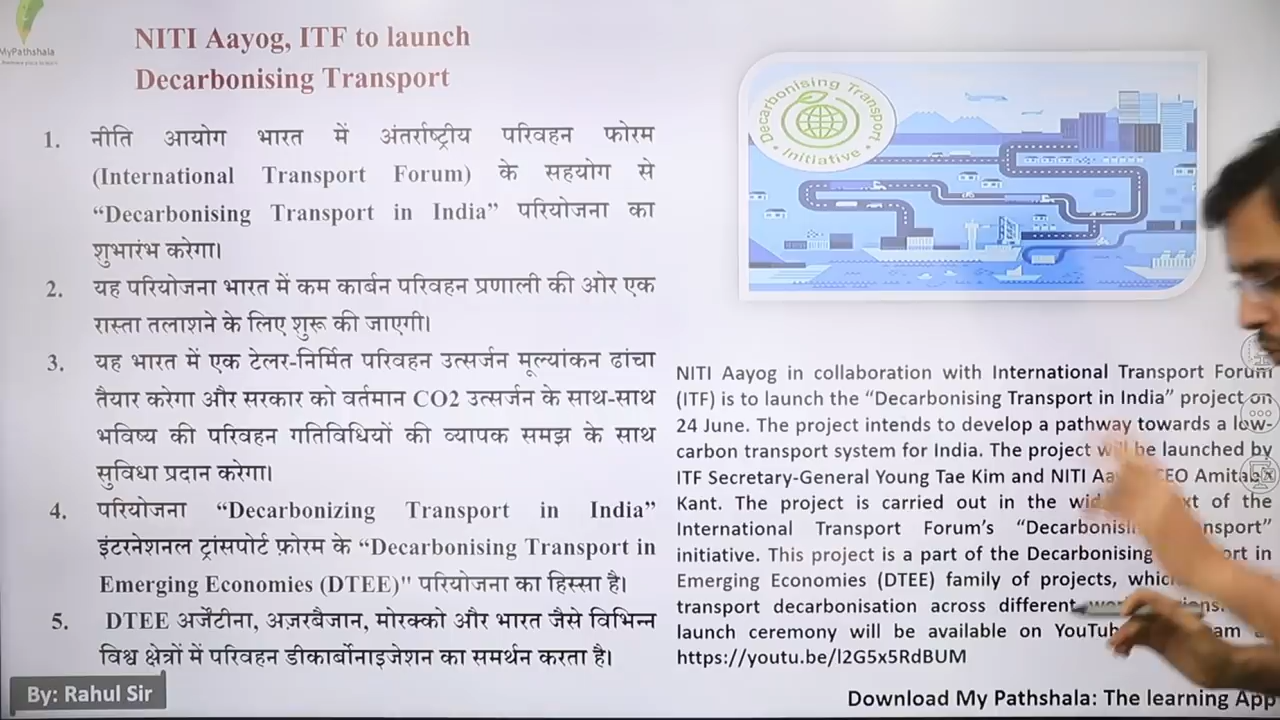 MyPathshala
NITI Aayog, ITF to launch
Decarbonising Transport
1. नीति आयोग भारत में अंतर्राष्ट्रीय परिवहन फोरम
(International Transport Forum) के सहयोग से
“Decarbonising Transport in India” परियोजना का
शुभारंभ करेगा।
2. यह परियोजना भारत में कम कार्बन परिवहन प्रणाली की ओर एक
रास्ता तलाशने के लिए शुरू की जाएगी।
3. यह भारत में एक टेलर-निर्मित परिवहन उत्सर्जन मूल्यांकन ढांचा
तैयार करेगा और सरकार को वर्तमान CO2 उत्सर्जन के साथ-साथ
भविष्य की परिवहन गतिविधियों की व्यापक समझ के साथ
सुविधा प्रदान करेगा।
4. परियोजना “Decarbonizing Transport in India”
इंटरनेशनल ट्रांसपोर्ट फ़ोरम के “Decarbonising Transport in
Emerging Economies (DTEE)" परियोजना का हिस्सा है।
5. DTEE अर्जेंटीना, अज़रबैजान, मोरक्को और भारत जैसे विभिन्न
विश्व क्षेत्रों में परिवहन डीकार्बोनाइजेशन का समर्थन करता है।
By: Rahul Sir
Decarbonising Transport
Initiative
NITI Aayog in collaboration with International Transport Forum
(ITF) is to launch the “Decarbonising Transport in India” project on
24 June. The project intends to develop a pathway towards a low-
carbon transport system for India. The project will be launched by
ITF Secretary-General Young Tae Kim and NITI CEO Amitabh
Kant. The project is carried out in the of the
International Transport Forum’s
initiative. This project is a part of the Decarbonising in
Emerging Economies (DTEE) family of projects,
transport decarbonisation across different
launch ceremony will be available on
https://youtu.be/l2G5x5RdBUM
Download My Pathshala: The learning App